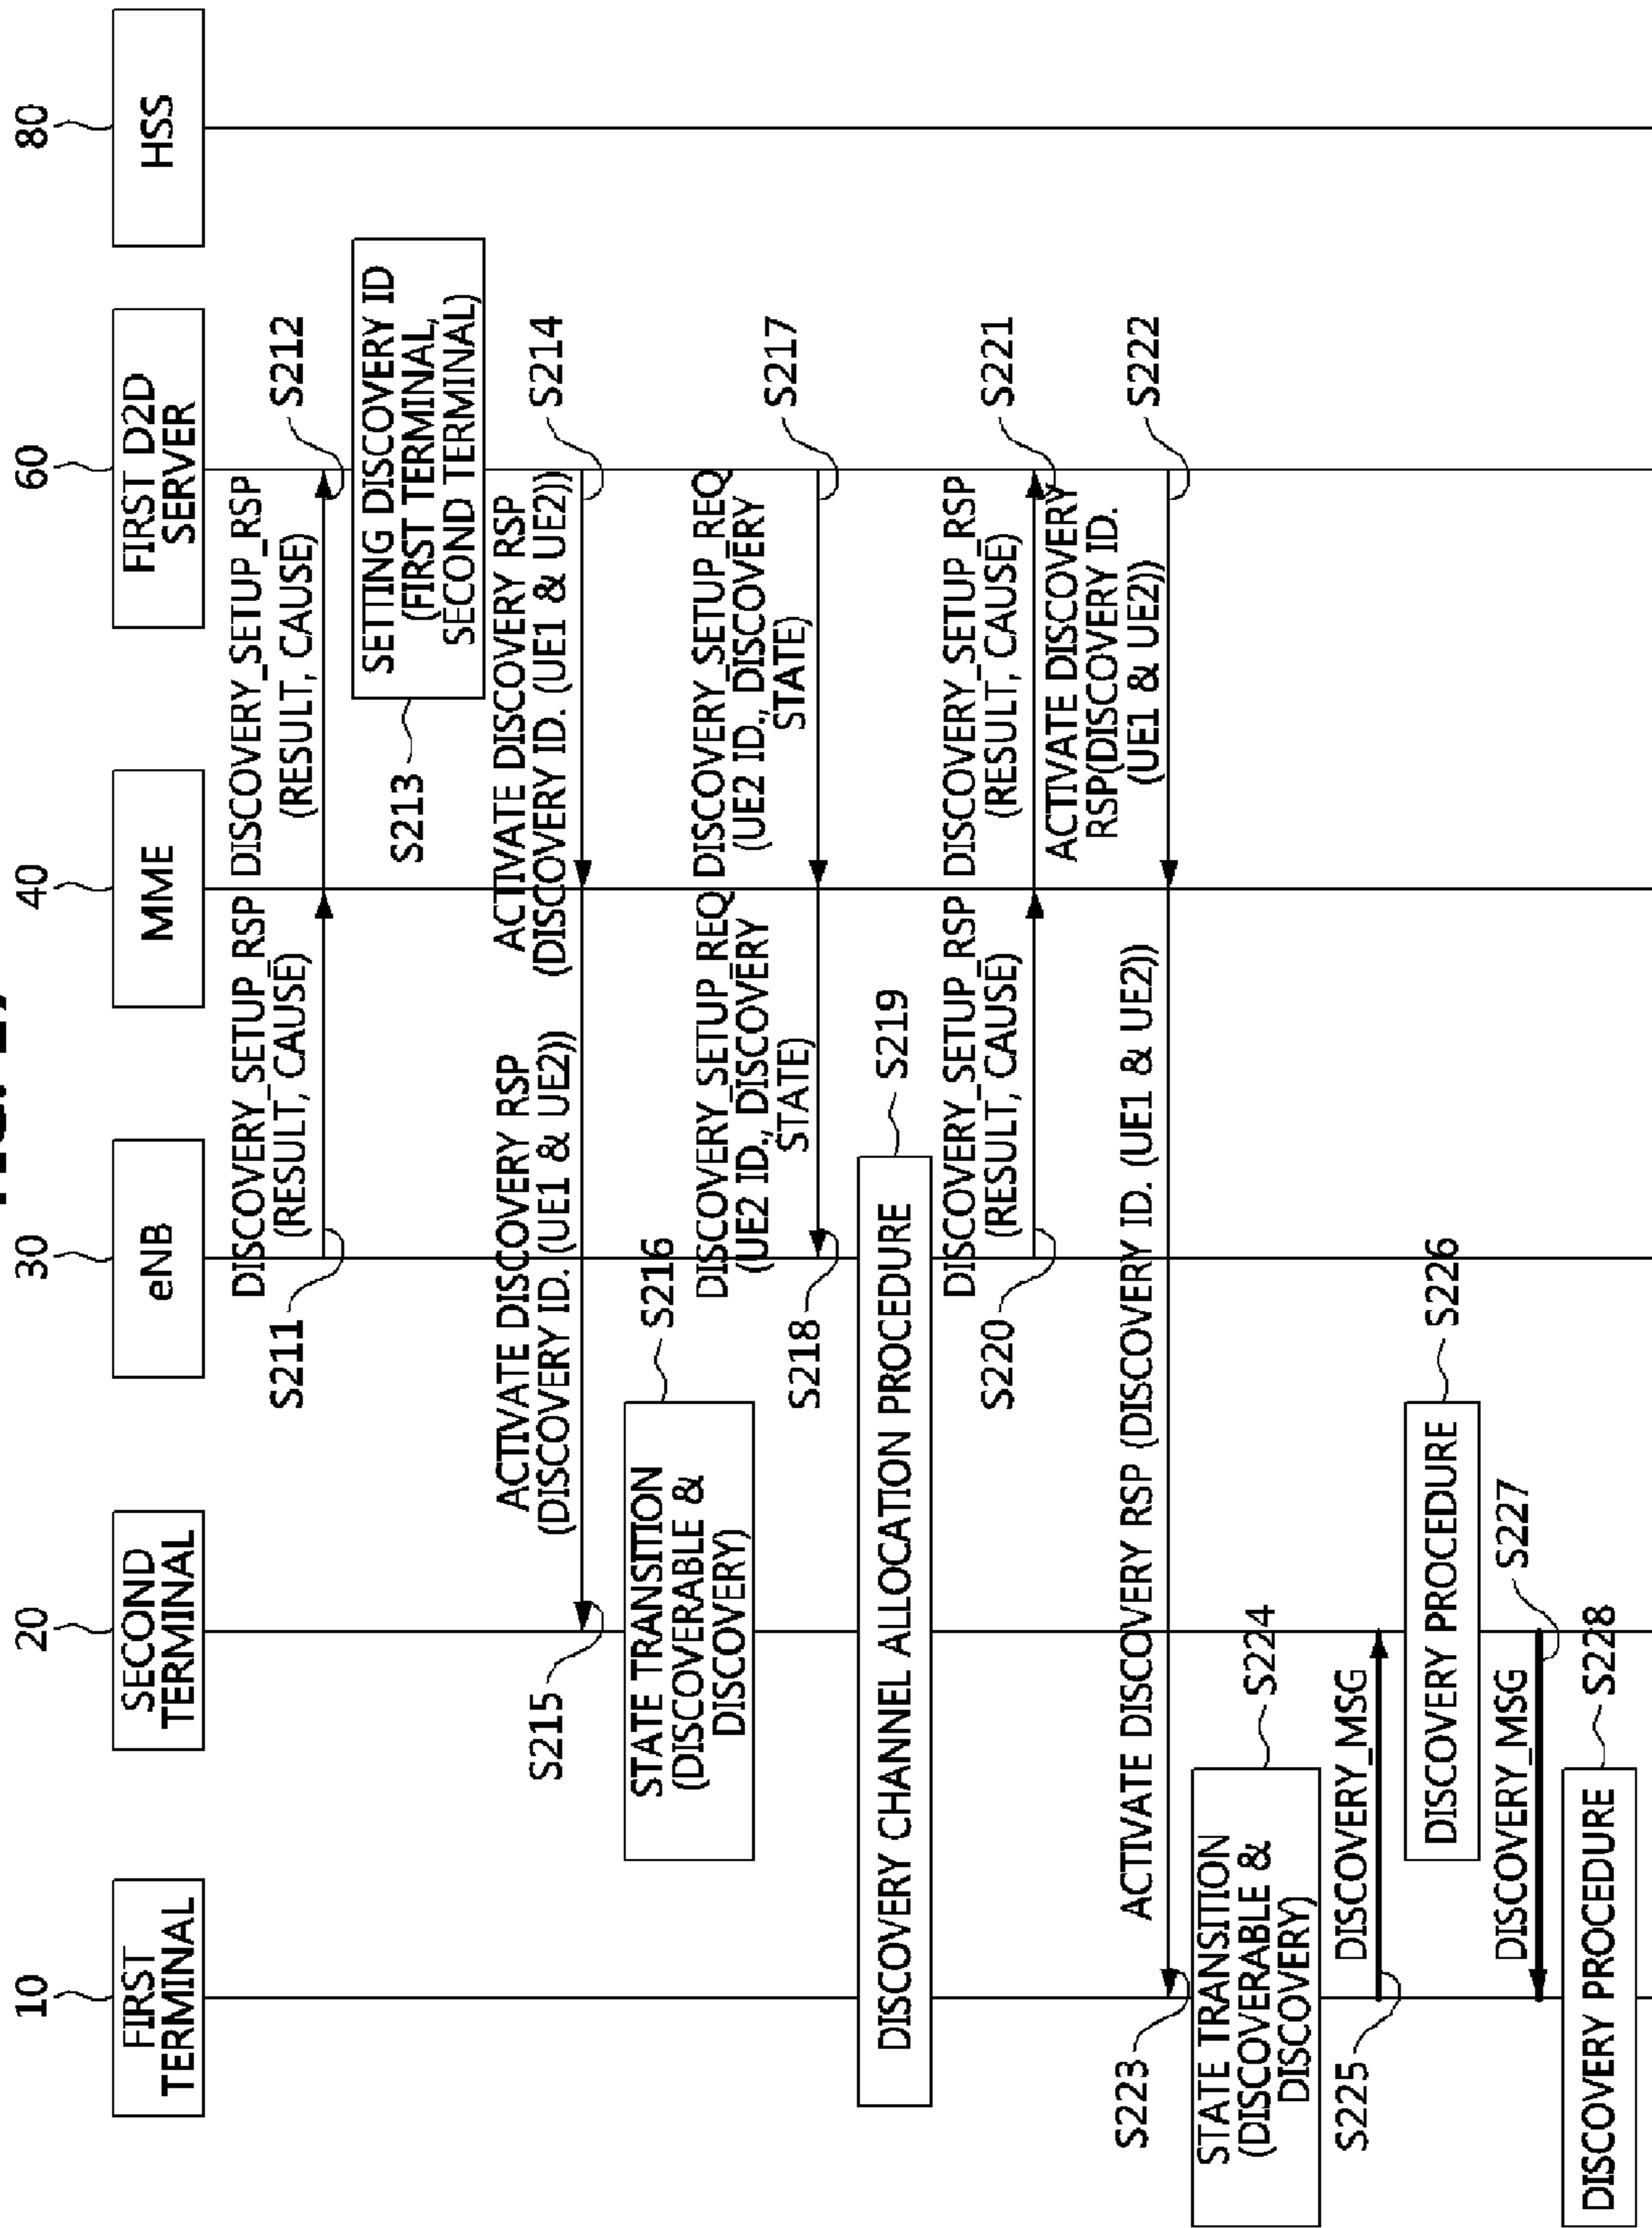 10
20
30
40
60
80
FIRST
TERMINAL
SECOND
TERMINAL
eNB
MME
FIRST D2D
SERVER
HSS
DISCOVERY_SETUP_RSP
(RESULT, CAUSE)
S211
DISCOVERY_SETUP_RSP
(RESULT, CAUSE)
S212
SETTING DISCOVERY ID
(FIRST TERMINAL,
SECOND TERMINAL)
S213
ACTIVATE DISCOVERY RSP
(DISCOVERY ID. (UE1 & UE2))
S214
ACTIVATE DISCOVERY RSP
(DISCOVERY ID. (UE1 & UE2))
S215
STATE TRANSITION
(DISCOVERABLE &
DISCOVERY)
S216
DISCOVERY_SETUP_REQ
(UE2 ID., DISCOVERY
STATE)
S217
DISCOVERY_SETUP_REQ
(UE2 ID., DISCOVERY
STATE)
S218
DISCOVERY CHANNEL ALLOCATION PROCEDURE
S219
DISCOVERY_SETUP_RSP
(RESULT, CAUSE)
S220
DISCOVERY_SETUP_RSP
(RESULT, CAUSE)
S221
ACTIVATE DISCOVERY
RSP(DISCOVERY ID.
(UE1 & UE2))
S222
ACTIVATE DISCOVERY RSP (DISCOVERY ID. (UE1 & UE2))
S223
STATE TRANSITION
(DISCOVERABLE &
DISCOVERY)
S224
DISCOVERY_MSG
S225
DISCOVERY PROCEDURE
S226
DISCOVERY_MSG
S227
DISCOVERY PROCEDURE
S228